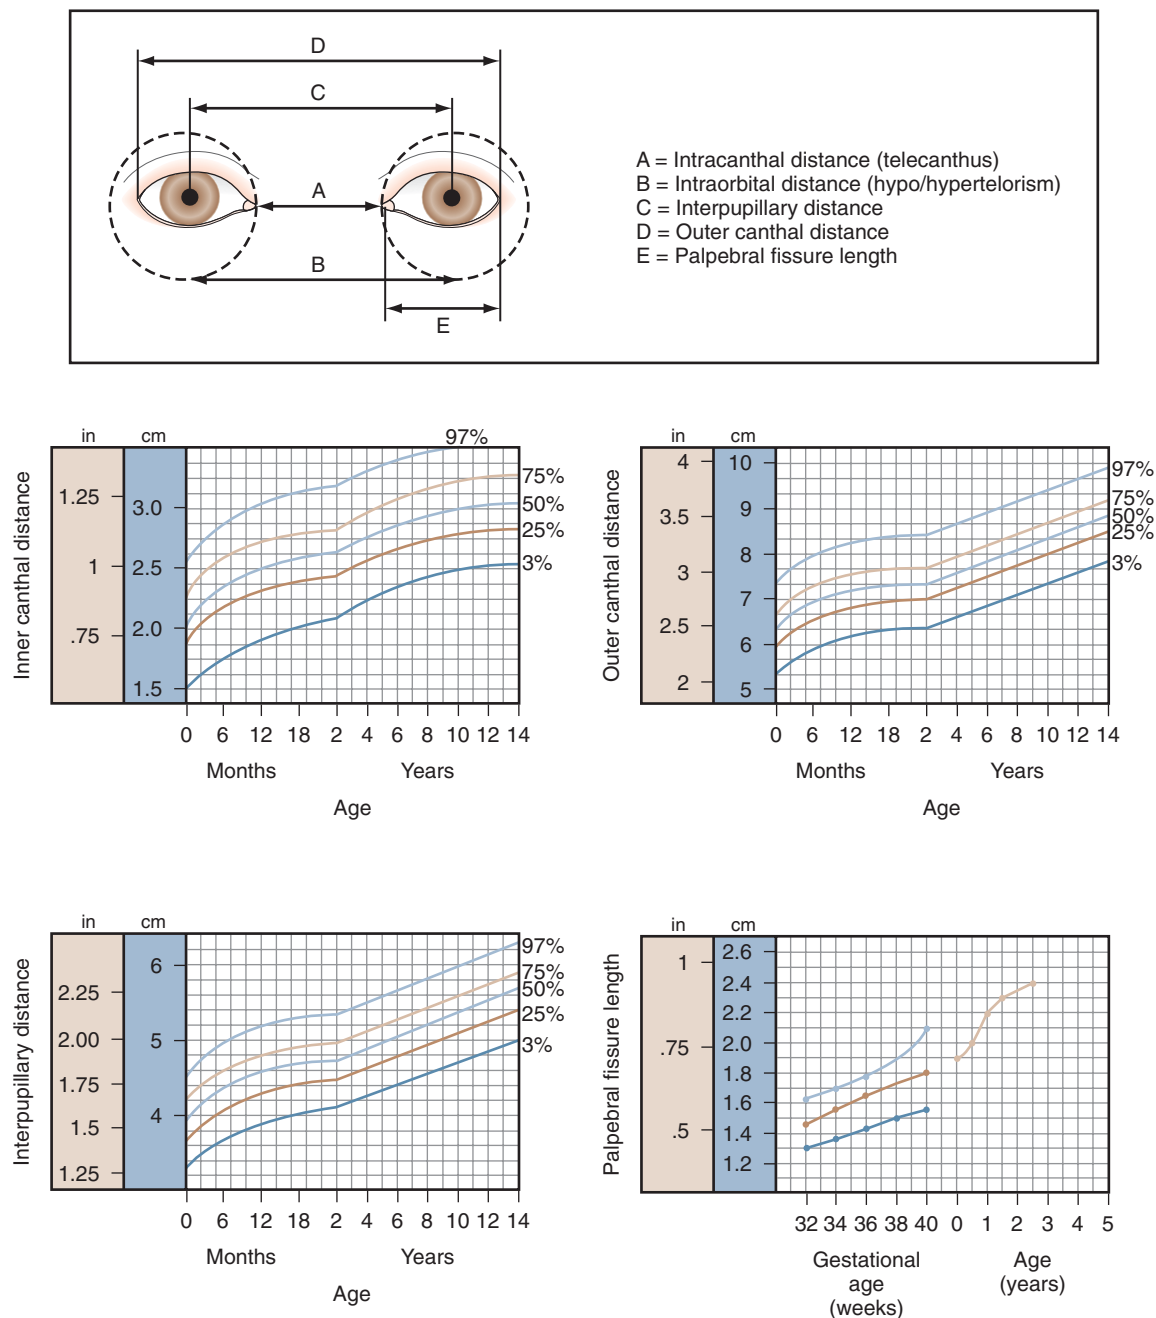 D
C
A
B
E
A = Intracanthal distance (telecanthus)
B = Intraorbital distance (hypo/hypertelorism)
C = Interpupillary distance
D = Outer canthal distance
E = Palpebral fissure length
in cm
97%
75%
50%
25%
3%
1.25
1
.75
3.0
2.5
2.0
1.5
Inner canthal distance
0 6 12 18 2 4 6 8 10 12 14
Months Years
Age
in cm
4
3.5
3
2.5
2
10
9
8
7
6
5
97%
75%
50%
25%
3%
Outer canthal distance
0 6 12 18 2 4 6 8 10 12 14
Months Years
Age
in cm
2.25
2.00
1.75
1.5
1.25
6
5
4
97%
75%
50%
25%
3%
Interpupillary distance
0 6 12 18 2 4 6 8 10 12 14
Months Years
Age
in cm
1
.75
.5
2.6
2.4
2.2
2.0
1.8
1.6
1.4
1.2
Palpebral fissure length
32 34 36 38 40 0 1 2 3 4 5
Gestational
age
(weeks)
Age
(years)